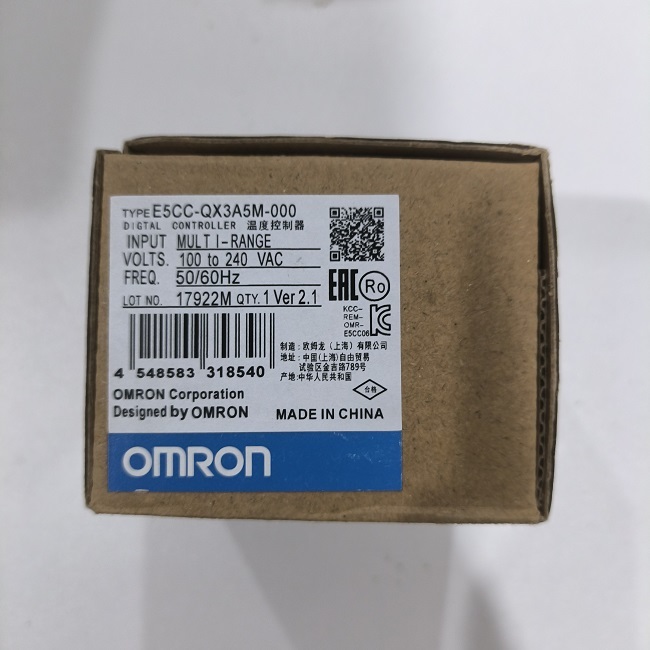 TYPE E5CC-QX3A5M-000
DIGTAL CONTROLLER 温度控制器
INPUT MULTI-RANGE
VOLTS. 100 to 240 VAC
FREQ. 50/60Hz
LOT NO. 17922M QTY. 1 Ver 2.1
EAC Ro
KCC-
REM-
OMR-
E5CC06
4 548583 318540
制造：欧姆龙（上海）有限公司
地址：中国(上海)自由贸易
试验区金吉路789号
产地:中华人民共和国
合格
OMRON Corporation
Designed by OMRON
MADE IN CHINA
OMRON